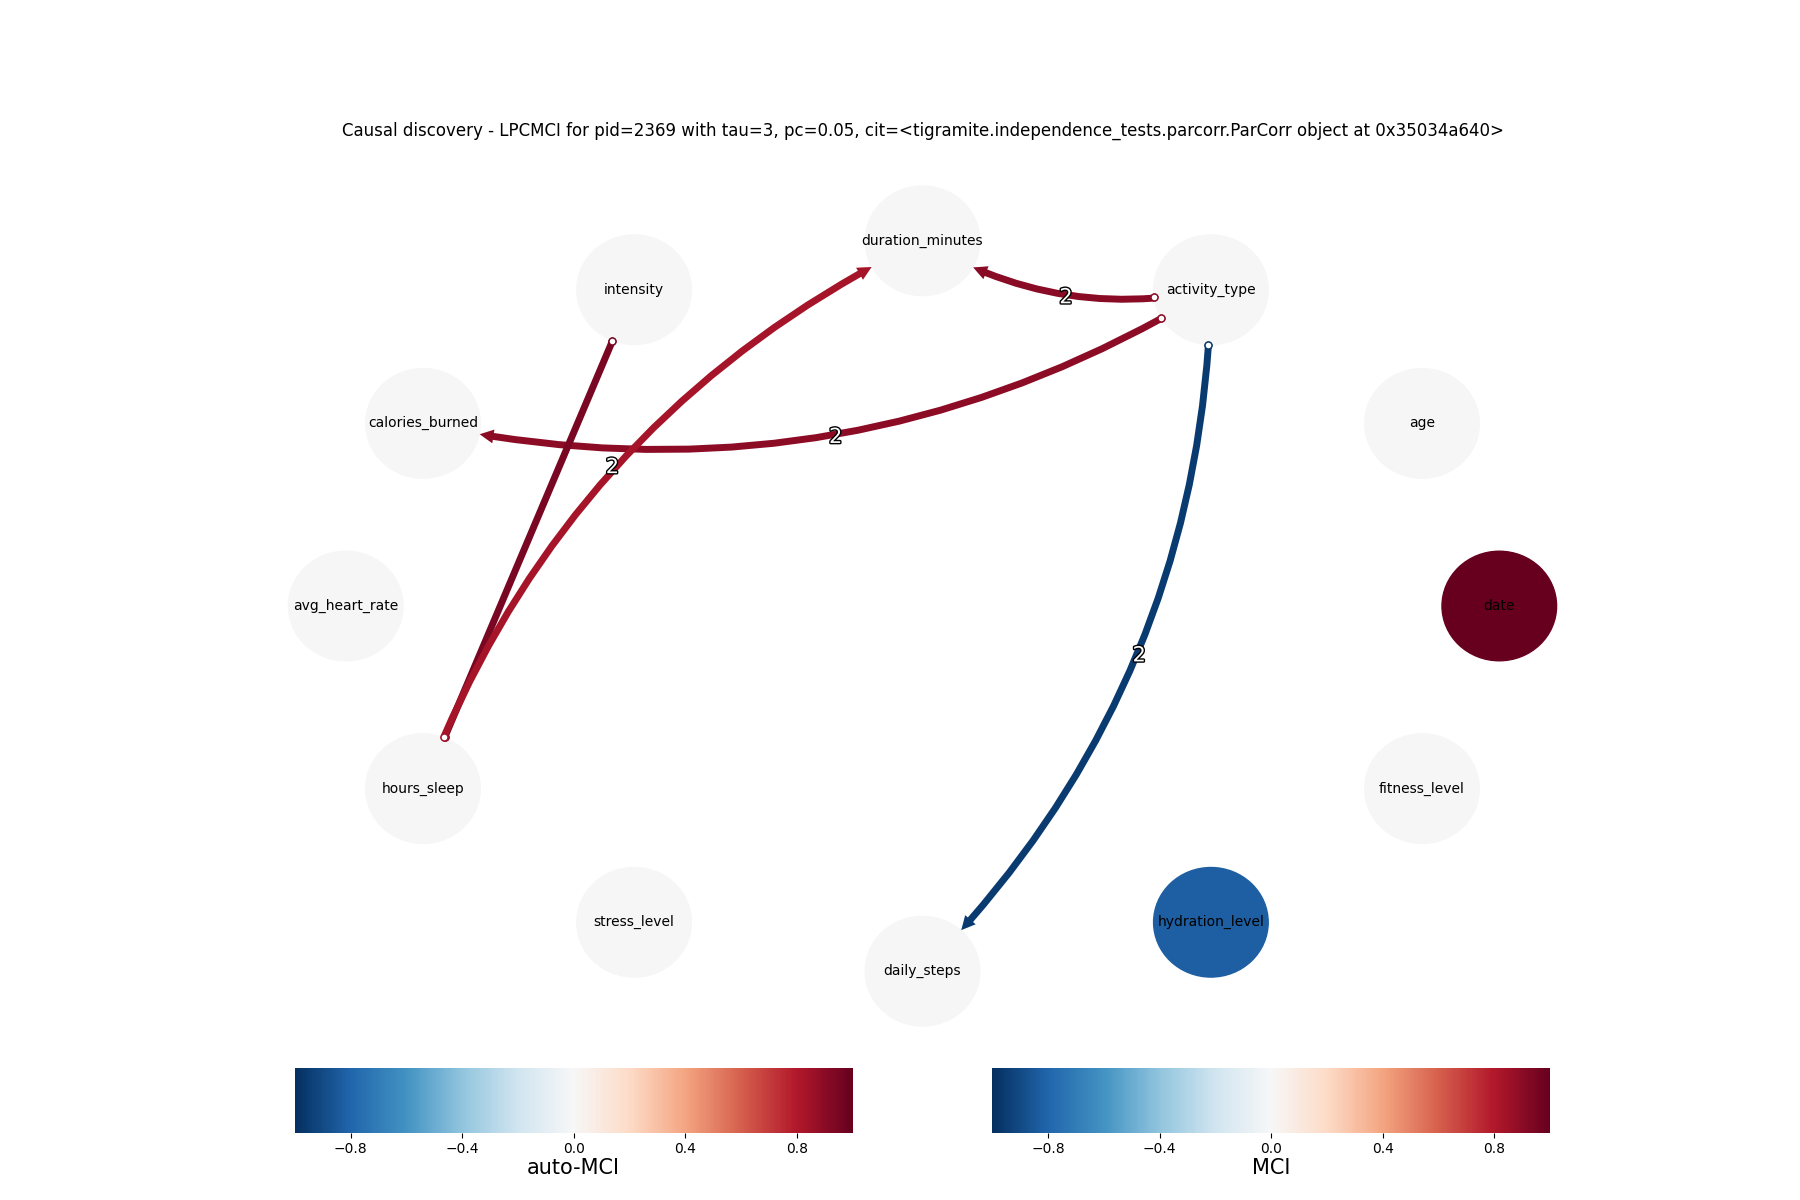 Causal discovery - LPCMCI for pid=2369 with tau=3, pc=0.05, cit=<tigramite.independence_tests.parcorr.ParCorr object at 0x35034a640>
duration_minutes
intensity
activity_type
2
calories_burned
age
2
2
avg_heart_rate
date
2
hours_sleep
fitness_level
stress_level
hydration_level
daily_steps
−0.8 −0.4 0.0 0.4 0.8
auto-MCI
−0.8 −0.4 0.0 0.4 0.8
MCI